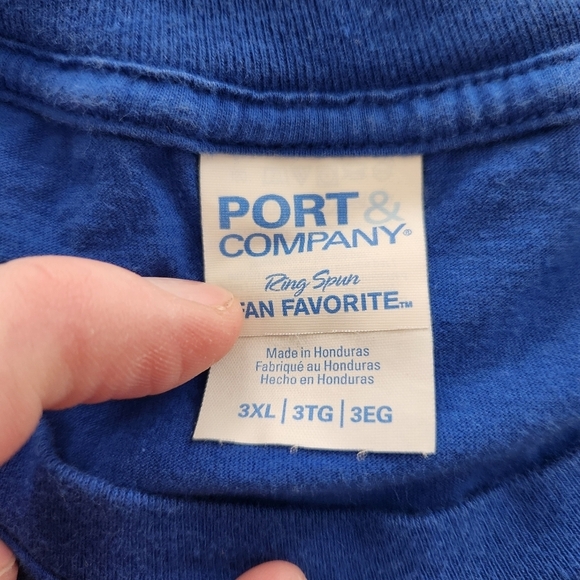 PORT &
COMPANY®
Ring Spun
FAN FAVORITE™
Made in Honduras
Fabriqué au Honduras
Hecho en Honduras
3XL | 3TG | 3EG